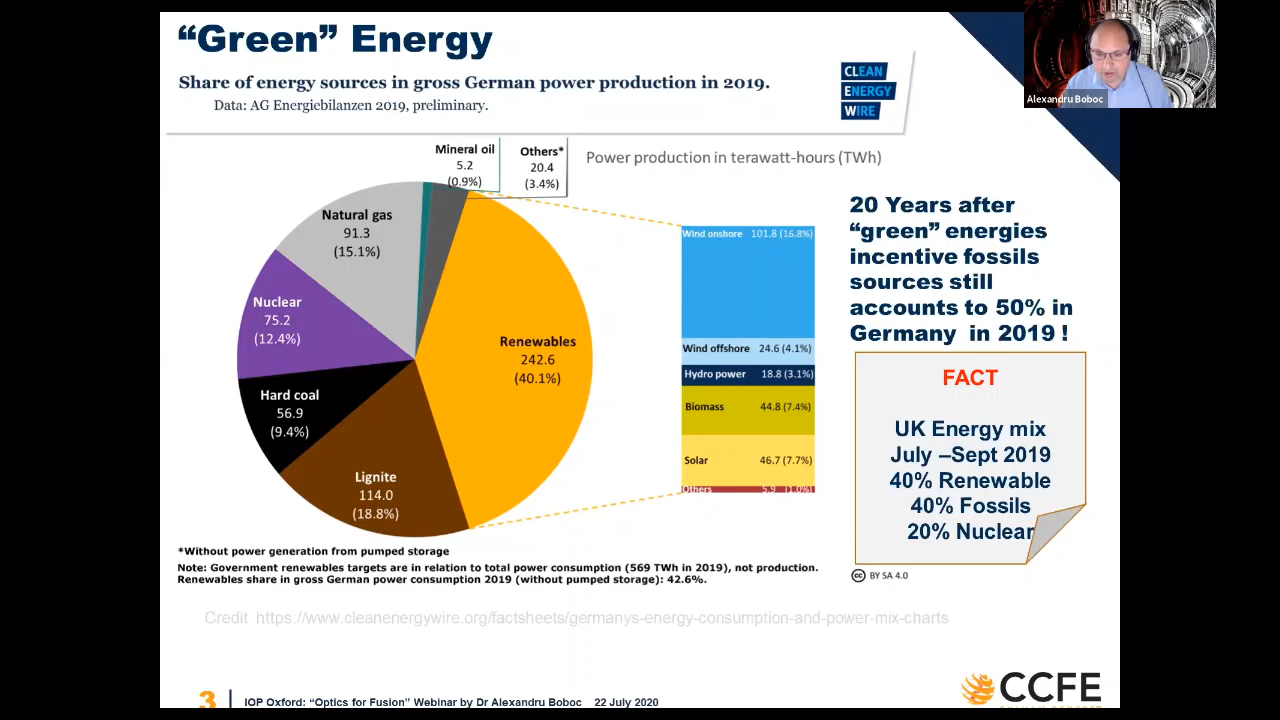 “Green” Energy
Share of energy sources in gross German power production in 2019.
Data: AG Energiebilanzen 2019, preliminary.
CLEAN
ENERGY
WIRE
Alexandru Boboc
Power production in terawatt-hours (TWh)
Mineral oil
5.2
(0.9%)
Others*
20.4
(3.4%)
Natural gas
91.3
(15.1%)
Nuclear
75.2
(12.4%)
Hard coal
56.9
(9.4%)
Lignite
114.0
(18.8%)
Renewables
242.6
(40.1%)
Wind onshore 101.8 (16.8%)
Wind offshore 24.6 (4.1%)
Hydro power 18.8 (3.1%)
Biomass 44.8 (7.4%)
Solar 46.7 (7.7%)
Others 5.9 (1.0%)
20 Years after
“green” energies
incentive fossils
sources still
accounts to 50% in
Germany in 2019 !
FACT
UK Energy mix
July –Sept 2019
40% Renewable
40% Fossils
20% Nuclear
*Without power generation from pumped storage
Note: Government renewables targets are in relation to total power consumption (569 TWh in 2019), not production.
Renewables share in gross German power consumption 2019 (without pumped storage): 42.6%.
cc BY SA 4.0
Credit https://www.cleanenergywire.org/factsheets/germanys-energy-consumption-and-power-mix-charts
3
IOP Oxford: “Optics for Fusion” Webinar by Dr Alexandru Boboc 22 July 2020
CCFE